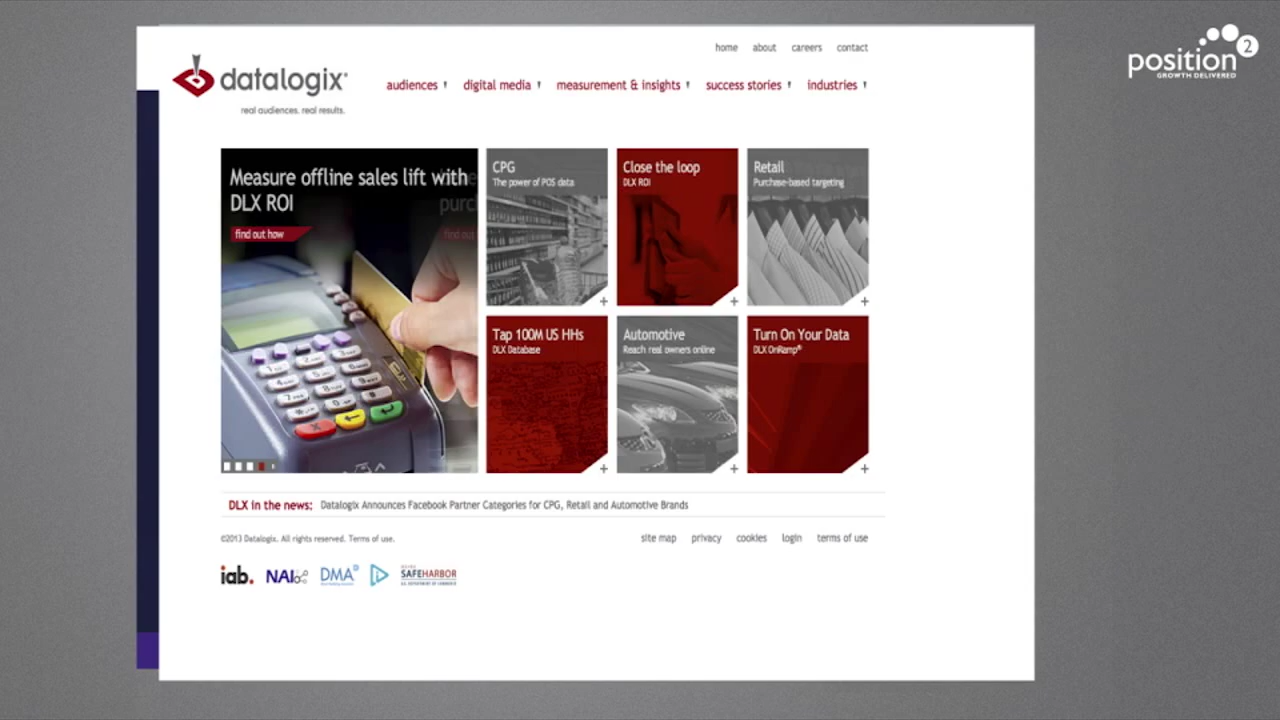 position2
GROWTH DELIVERED
home about careers contact
datalogix
real audiences. real results.
audiences digital media measurement & insights success stories industries
Measure offline sales lift with
DLX ROI
purc
find out how
find out
CPG
The power of POS data
Close the loop
DLX ROI
Retail
Purchase-based targeting
Tap 100M US HHs
DLX Database
Automotive
Reach real owners online
Turn On Your Data
DLX OnRamp®
DLX in the news: Datalogix Announces Facebook Partner Categories for CPG, Retail and Automotive Brands
©2013 Datalogix. All rights reserved. Terms of use.
site map privacy cookies login terms of use
iab. NAI DMA SAFEHARBOR